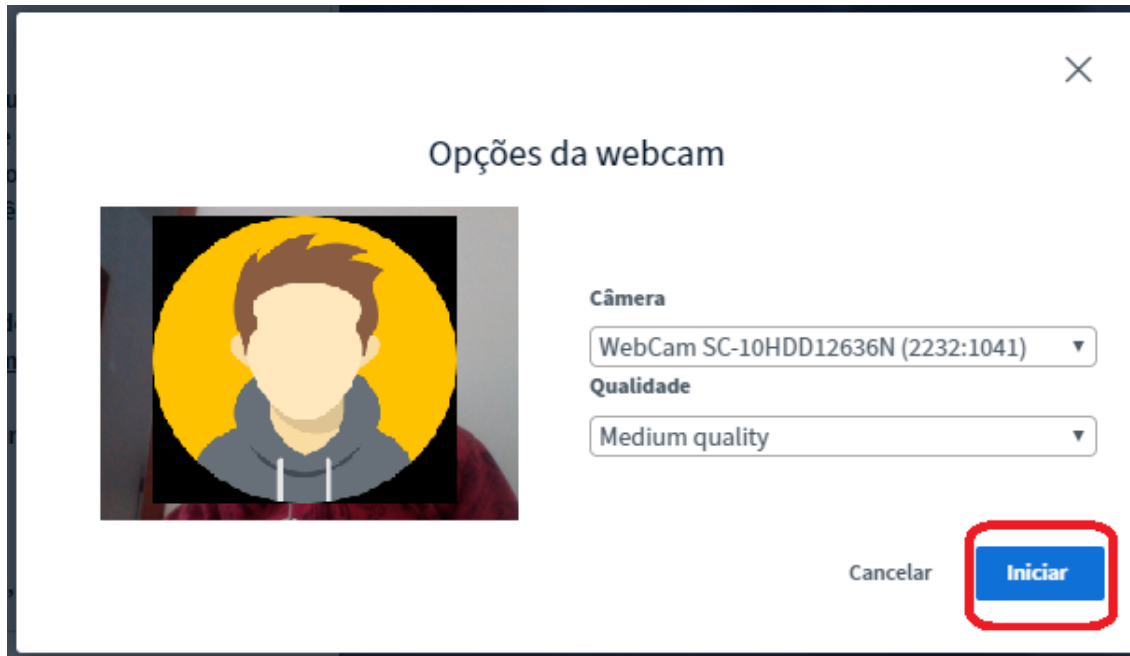 Opções da webcam
Câmera
WebCam SC-10HDD12636N (2232:1041)
Qualidade
Medium quality
Cancelar
Iniciar